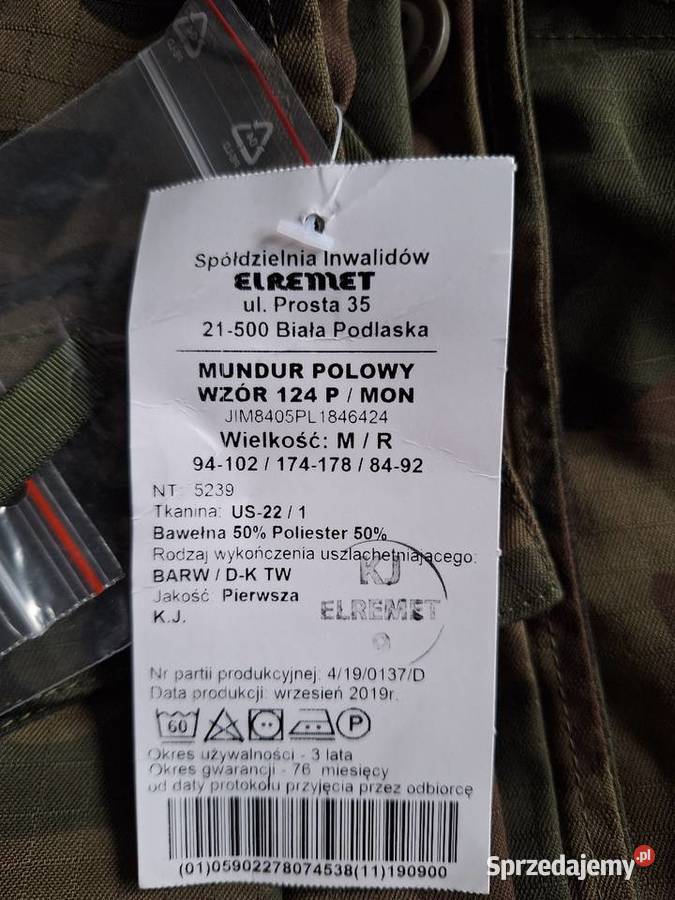 Spółdzielnia Inwalidów
ELREMET
ul. Prosta 35
21-500 Biała Podlaska
MUNDUR POLOWY
WZÓR 124 P / MON
JIM8405PL1846424
Wielkość: M / R
94-102 / 174-178 / 84-92
NT: 5239
Tkanina: US-22 / 1
Bawełna 50% Poliester 50%
Rodzaj wykończenia uszlachetniającego:
BARW / D-K TW
Jakość: Pierwsza
K.J.
KJ
ELREMET
Nr partii produkcyjnej: 4/19/0137/D
Data produkcji: wrzesień 2019r.
60
P
Okres używalności - 3 lata
Okres gwarancji - 76 miesięcy
od daty protokołu przyjęcia przez odbiorcę
(01)05902278074538(11)190900
Sprzedajemy.pl